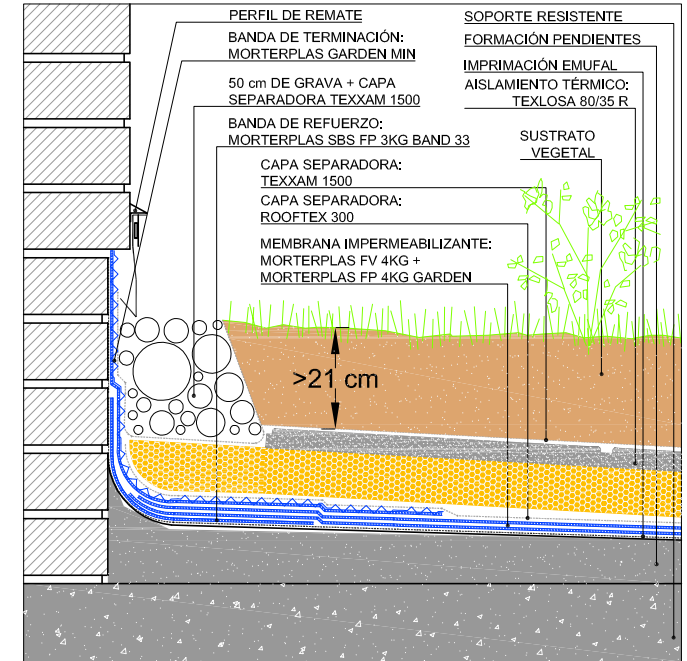 PERFIL DE REMATE
BANDA DE TERMINACIÓN:
MORTERPLAS GARDEN MIN
50 cm DE GRAVA + CAPA
SEPARADORA TEXXAM 1500
BANDA DE REFUERZO:
MORTERPLAS SBS FP 3KG BAND 33
CAPA SEPARADORA:
TEXXAM 1500
CAPA SEPARADORA:
ROOFTEX 300
MEMBRANA IMPERMEABILIZANTE:
MORTERPLAS FV 4KG +
MORTERPLAS FP 4KG GARDEN
SOPORTE RESISTENTE
FORMACIÓN PENDIENTES
IMPRIMACIÓN EMUFAL
AISLAMIENTO TÉRMICO:
TEXLOSA 80/35 R
SUSTRATO
VEGETAL
>21 cm